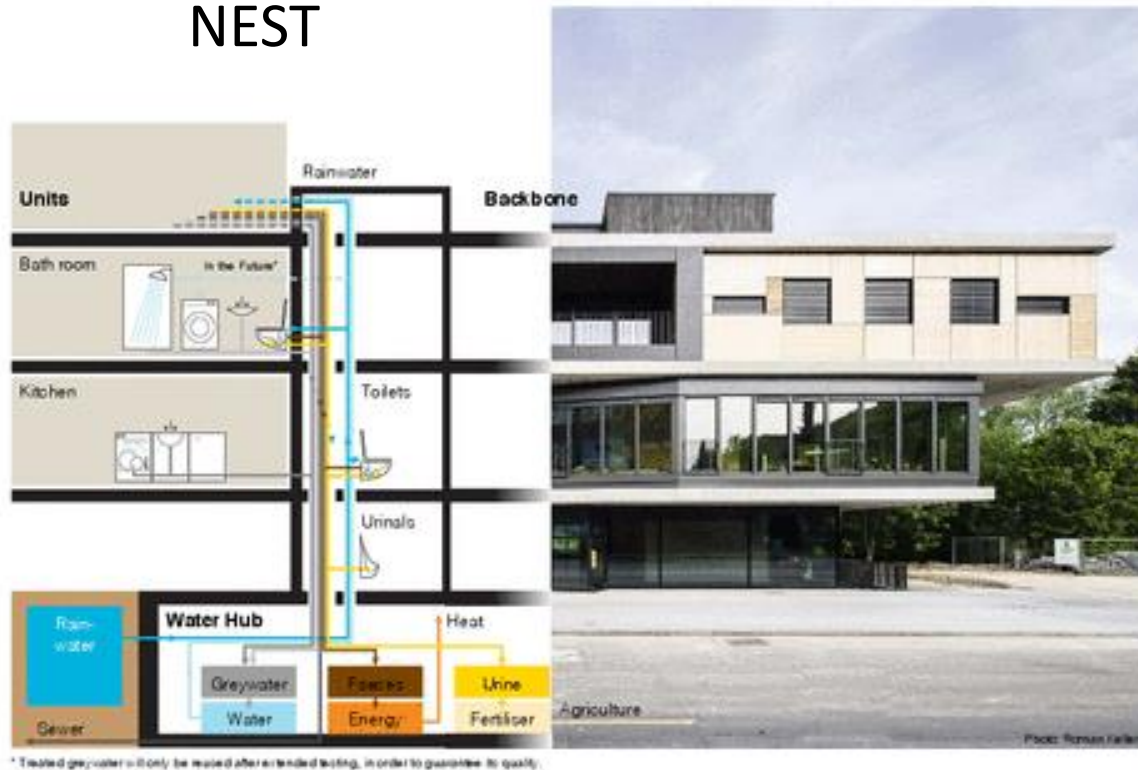 NEST
Rainwater
Units
Backbone
Bath room
In the Future*
Kitchen
Toilets
Urinals
Rain-
water
Water Hub
Heat
Greywater
Faeces
Urine
Water
Energy
Fertiliser
Agriculture
Sewer
Photo: Roman Keller
* Treated greywater will only be reused after extended testing, in order to guarantee its quality.